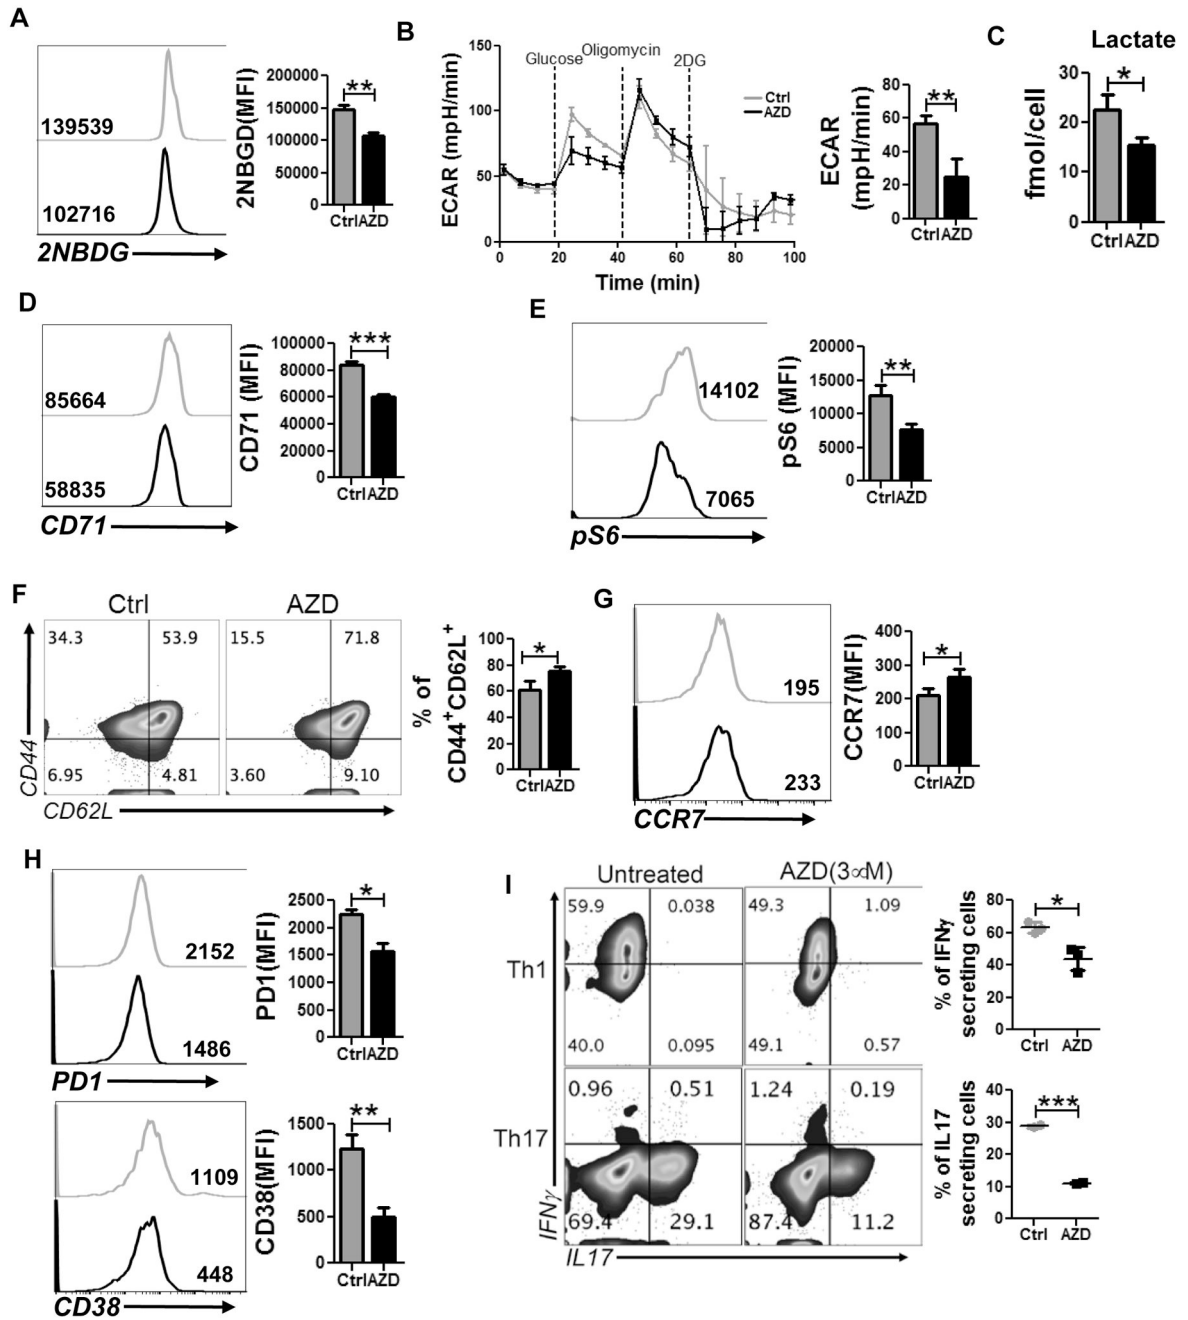 A
139539
102716
2NBDG
2NBGD(MFI)
200000
150000
100000
50000
0
**
Ctrl AZD
B
ECAR (mpH/min)
150
100
50
0
Glucose
Oligomycin
2DG
Ctrl
AZD
0 20 40 60 80 100
Time (min)
ECAR
(mpH/min)
80
60
40
20
0
**
Ctrl AZD
C
Lactate
fmol/cell
30
20
10
0
*
Ctrl AZD
D
85664
58835
CD71
CD71 (MFI)
100000
80000
60000
40000
20000
0
***
Ctrl AZD
E
14102
7065
pS6
pS6 (MFI)
20000
15000
10000
5000
0
**
Ctrl AZD
F
Ctrl
AZD
34.3 53.9
6.95 4.81
15.5 71.8
3.60 9.10
CD44
CD62L
% of
CD44+CD62L+
100
80
60
40
20
0
*
Ctrl AZD
G
195
233
CCR7
CCR7(MFI)
400
300
200
100
0
*
Ctrl AZD
H
2152
1486
PD1
PD1(MFI)
2500
2000
1500
1000
500
0
*
Ctrl AZD
1109
448
CD38
CD38(MFI)
1500
1000
500
0
**
Ctrl AZD
I
Untreated
AZD(3∝M)
Th1
59.9 0.038
40.0 0.095
49.3 1.09
49.1 0.57
Th17
0.96 0.51
69.4 29.1
1.24 0.19
87.4 11.2
IFNγ
IL17
% of IFNγ
secreting cells
80
60
40
20
0
*
Ctrl AZD
% of IL17
secreting cells
40
30
20
10
0
***
Ctrl AZD